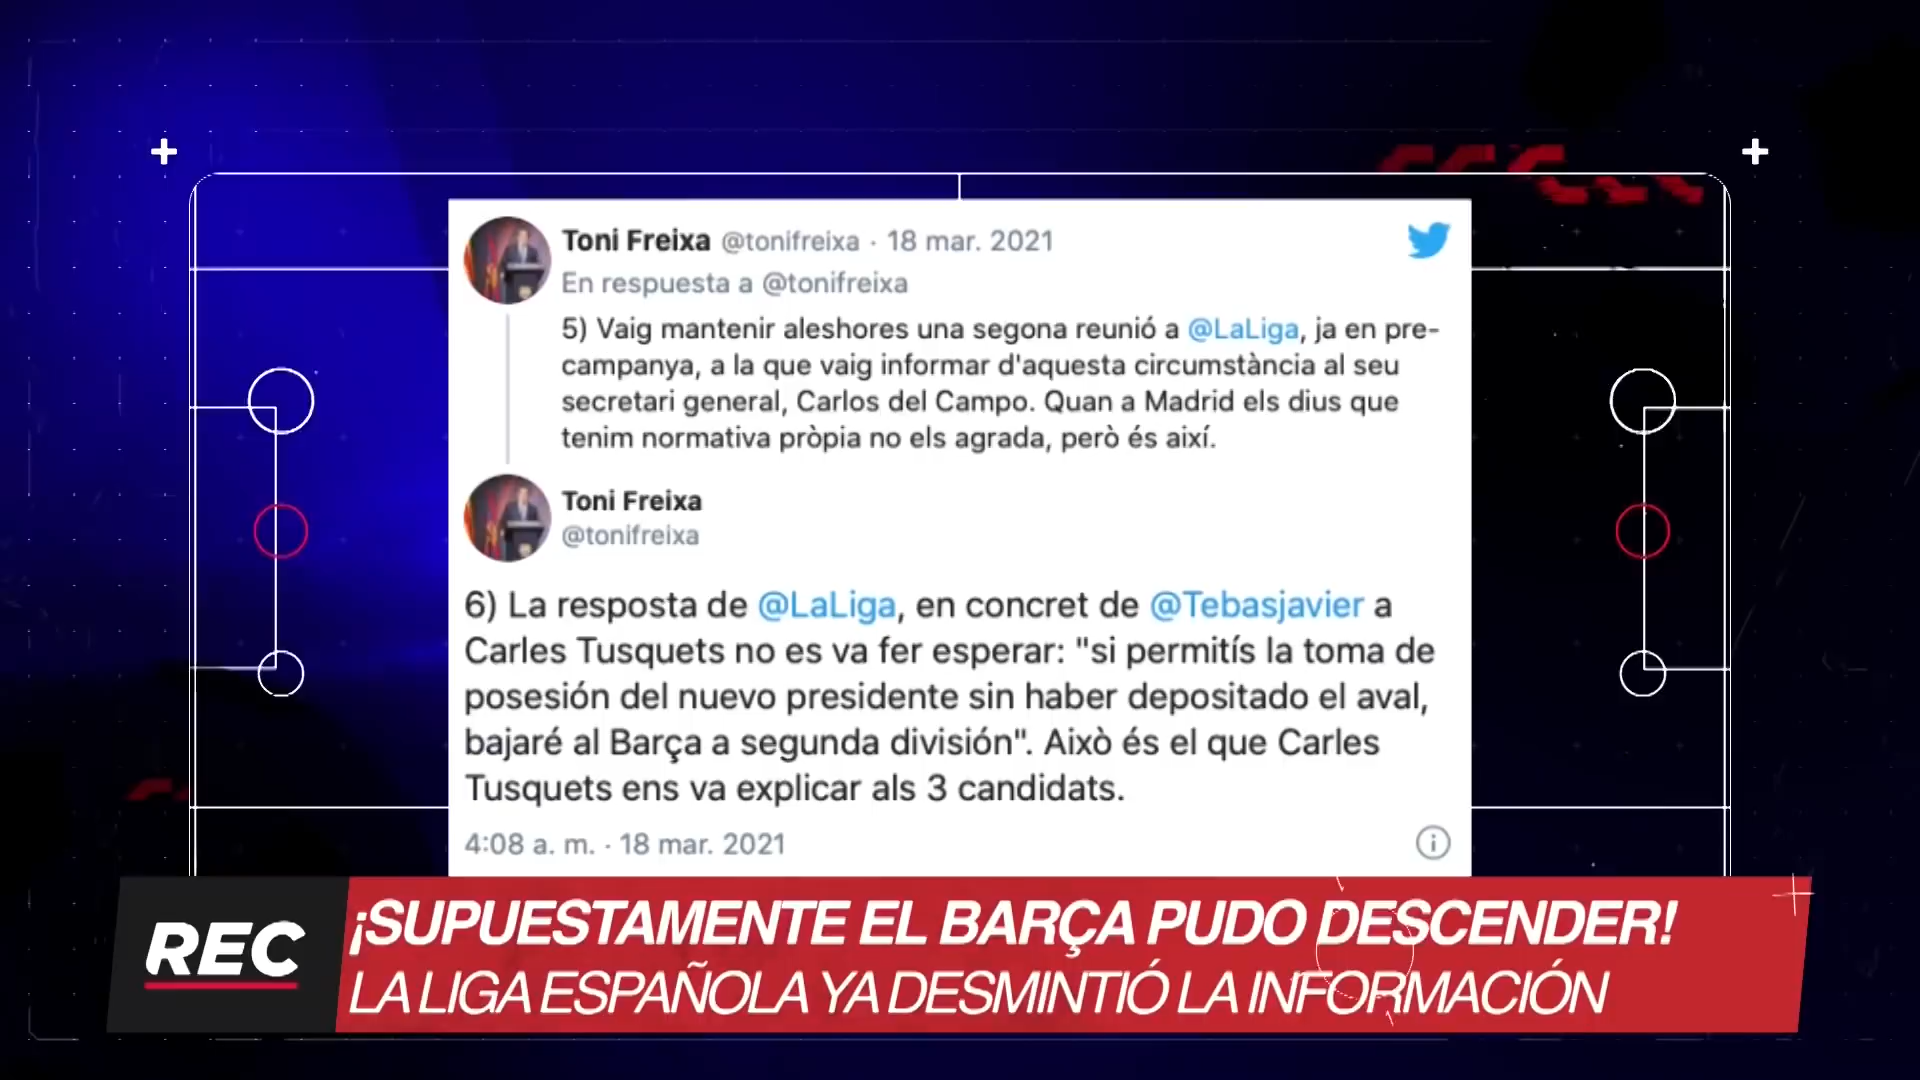 Toni Freixa @tonifreixa · 18 mar. 2021
En respuesta a @tonifreixa
5) Vaig mantenir aleshores una segona reunió a @LaLiga, ja en pre-
campanya, a la que vaig informar d'aquesta circumstància al seu
secretari general, Carlos del Campo. Quan a Madrid els dius que
tenim normativa pròpia no els agrada, però és així.
Toni Freixa
@tonifreixa
6) La resposta de @LaLiga, en concret de @Tebasjavier a
Carles Tusquets no es va fer esperar: "si permitís la toma de
posesión del nuevo presidente sin haber depositado el aval,
bajaré al Barça a segunda división". Això és el que Carles
Tusquets ens va explicar als 3 candidats.
4:08 a. m. · 18 mar. 2021
REC
¡SUPUESTAMENTE EL BARÇA PUDO DESCENDER!
LA LIGA ESPAÑOLA YA DESMINTIÓ LA INFORMACIÓN